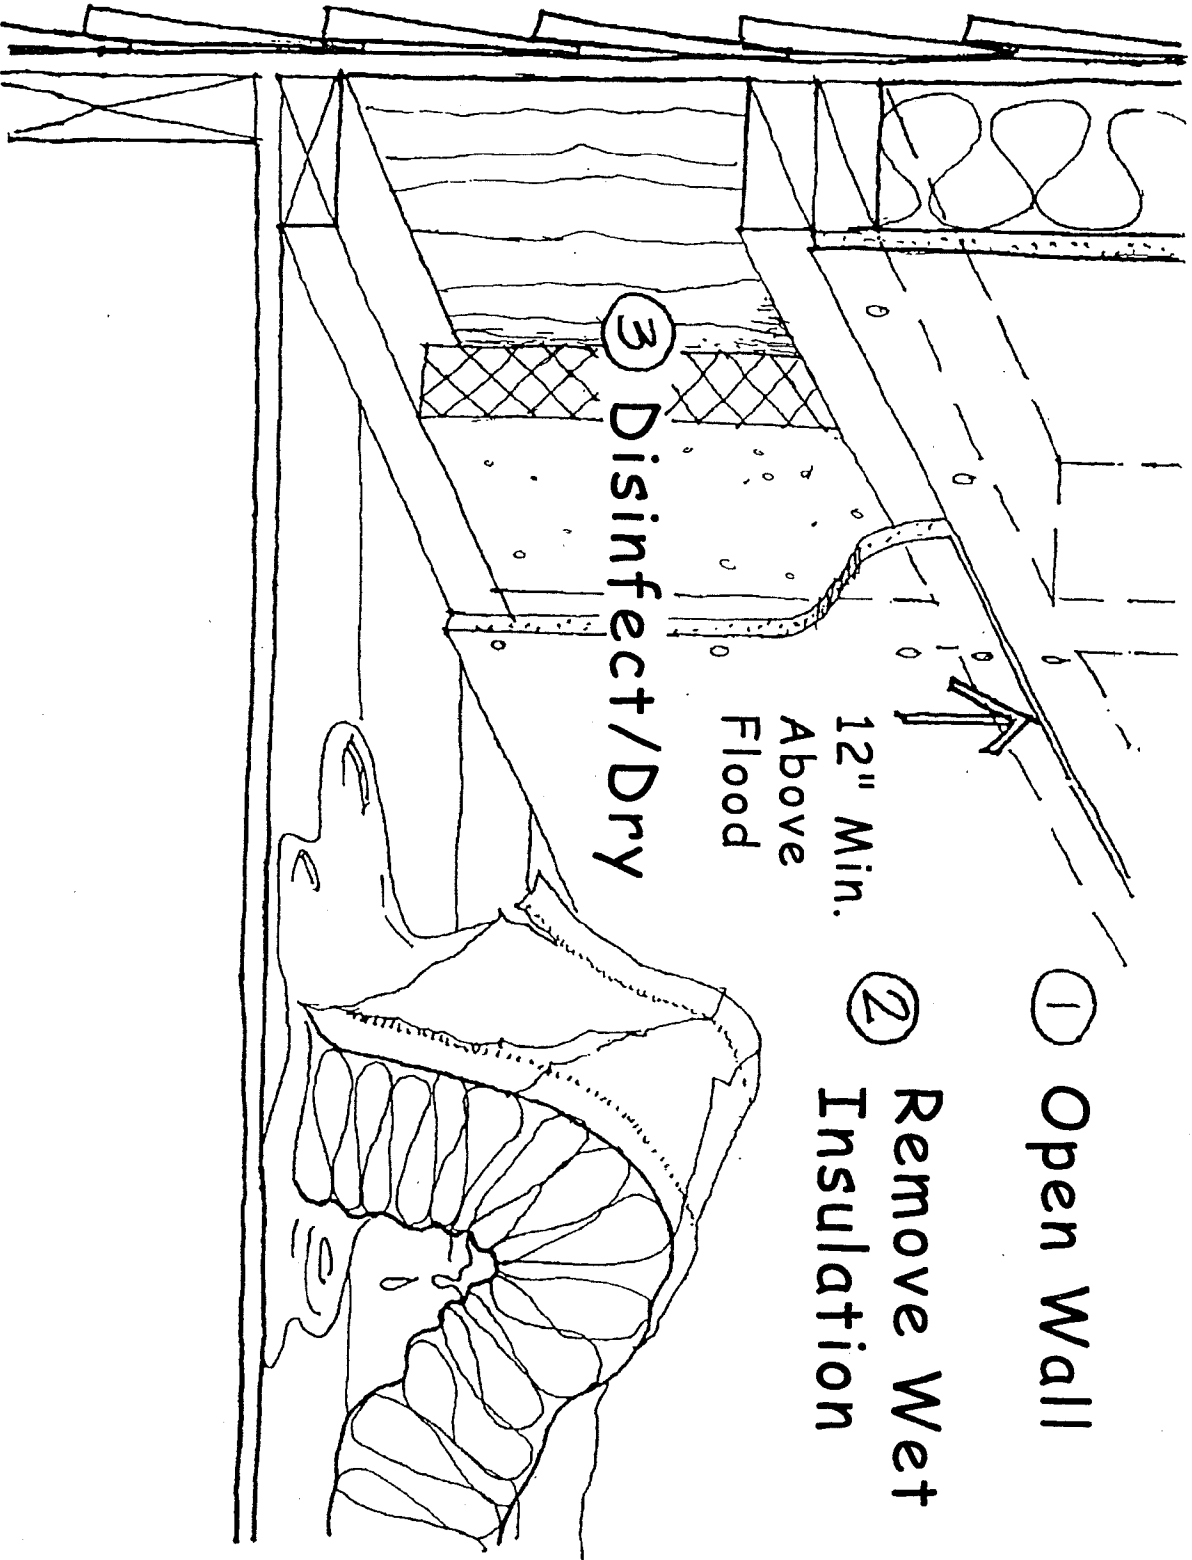 ① Open Wall
② Remove Wet
Insulation
12" Min.
Above
Flood
③ Disinfect/Dry